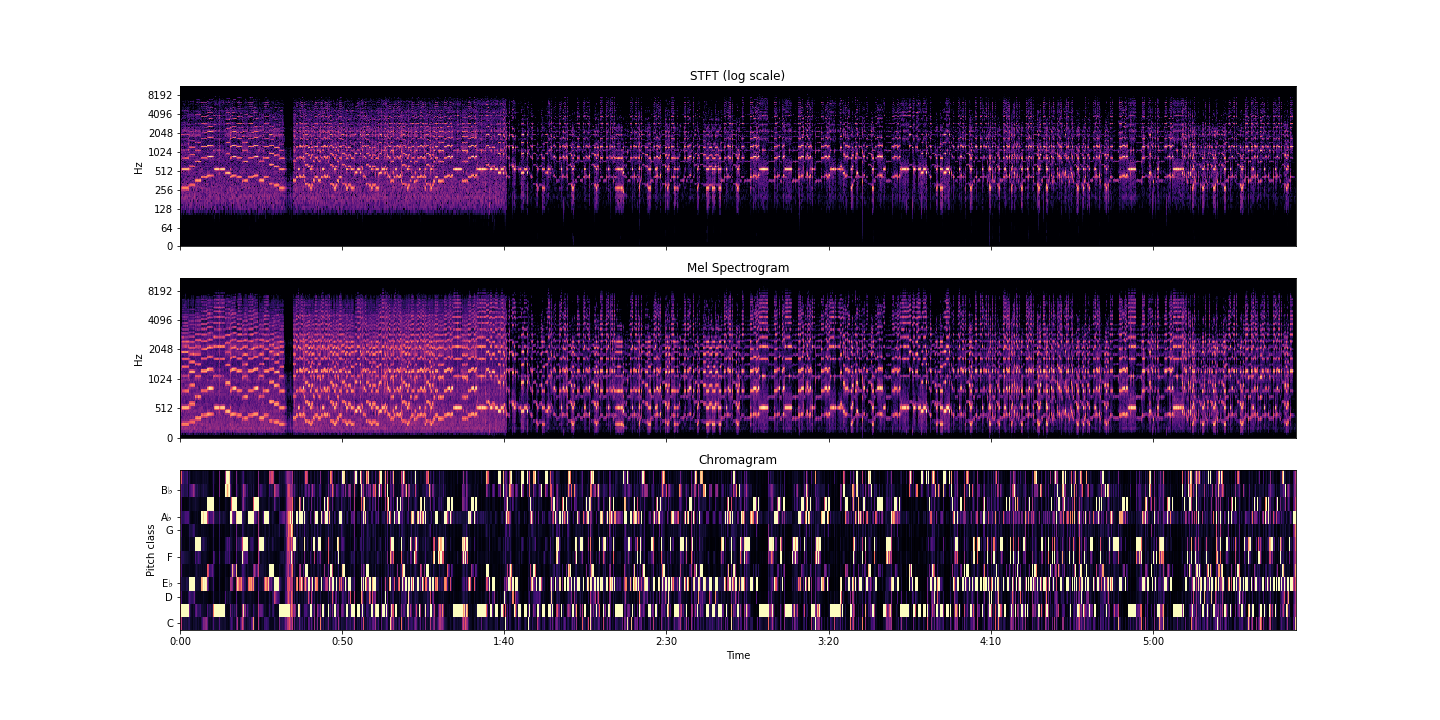 STFT (log scale)
8192
4096
2048
1024
512
256
128
64
0
Hz
Mel Spectrogram
8192
4096
2048
1024
512
0
Hz
Chromagram
B♭
A♭
G
F
E♭
D
C
Pitch class
0:00 0:50 1:40 2:30 3:20 4:10 5:00
Time